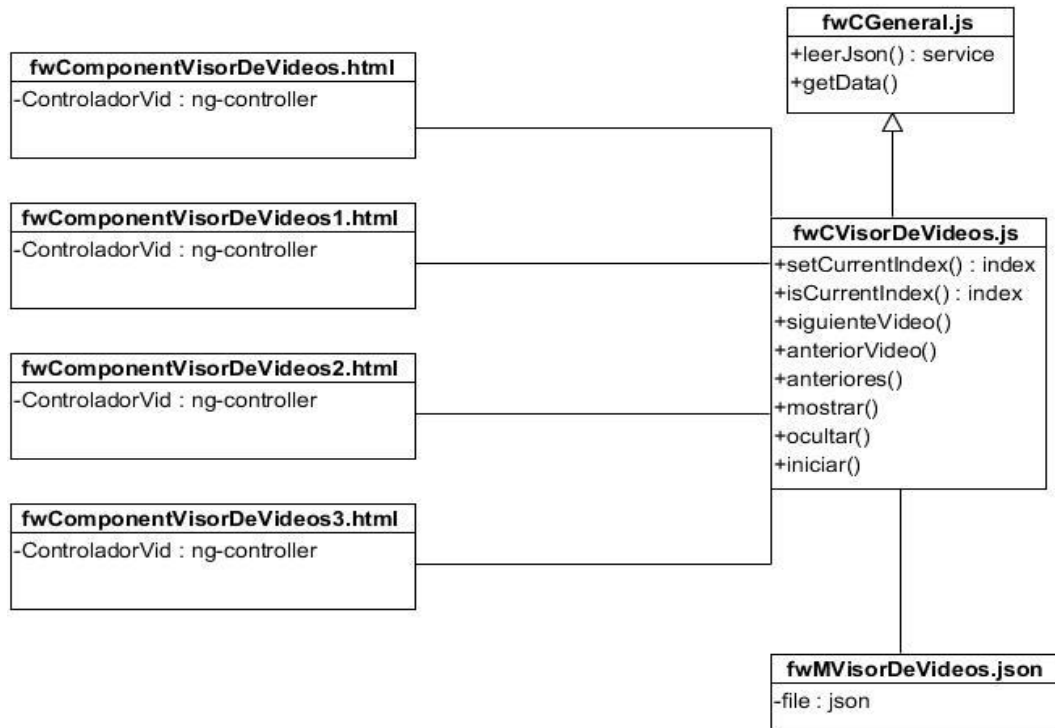 fwCGeneral.js
+leerJson() : service
+getData()
fwComponentVisorDeVideos.html
-ControladorVid : ng-controller
fwComponentVisorDeVideos1.html
-ControladorVid : ng-controller
fwComponentVisorDeVideos2.html
-ControladorVid : ng-controller
fwComponentVisorDeVideos3.html
-ControladorVid : ng-controller
fwCVisorDeVideos.js
+setCurrentIndex() : index
+isCurrentIndex() : index
+siguienteVideo()
+anteriorVideo()
+anteriores()
+mostrar()
+ocultar()
+iniciar()
fwMVisorDeVideos.json
-file : json